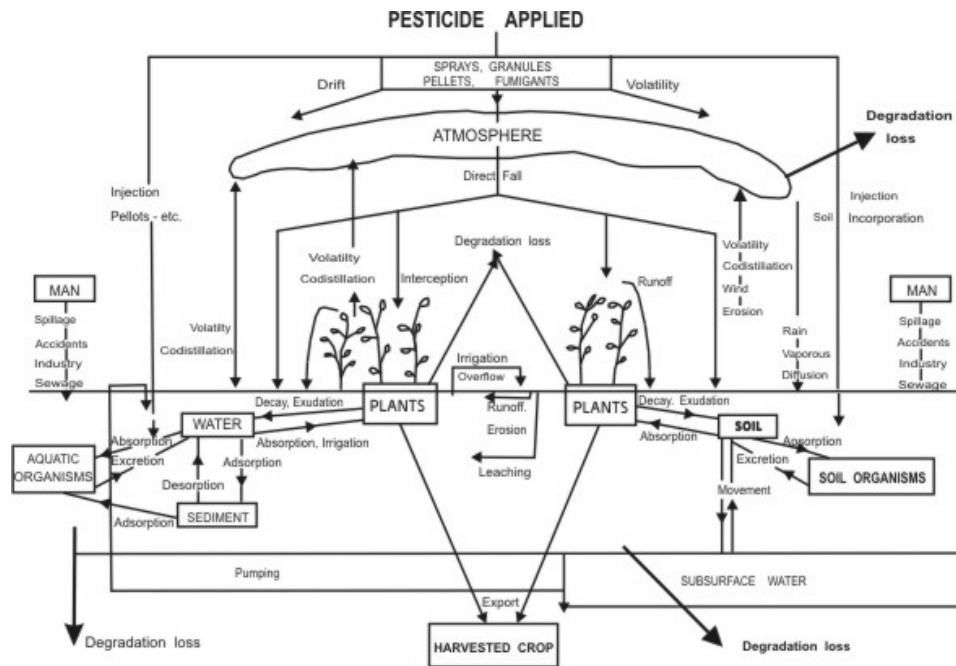 PESTICIDE APPLIED
SPRAYS, GRANULES
PELLETS, FUMIGANTS
Drift
Volatility
ATMOSPHERE
Degradation
loss
Direct Fall
Injection
Pellots - etc.
Soil
Injection
Incorporation
Degradation loss
Volatilty
Codistillation
Interception
Runoff
Volatility
Codistiliation
Wind
Erosion
MAN
Spillage
Accidents
Industry
Sewage
Volatity
Codistillation
Rain
Vaporous
Diffusion
MAN
Spillage
Accidents
Industry
Sewage
Irrigation
Overflow
PLANTS
PLANTS
Decay, Exudation
Runoff.
Erosion
Decay. Exudation
WATER
SOIL
Absorption, Irrigation
Absorption
Absorption
Excretion
Adsorption
Leaching
Excretion
AQUATIC
ORGANISMS
Desorption
SOIL ORGANISMS
Movement
Adsorption
SEDIMENT
Pumping
SUBSURFACE WATER
Export
Degradation loss
HARVESTED CROP
Degradation loss